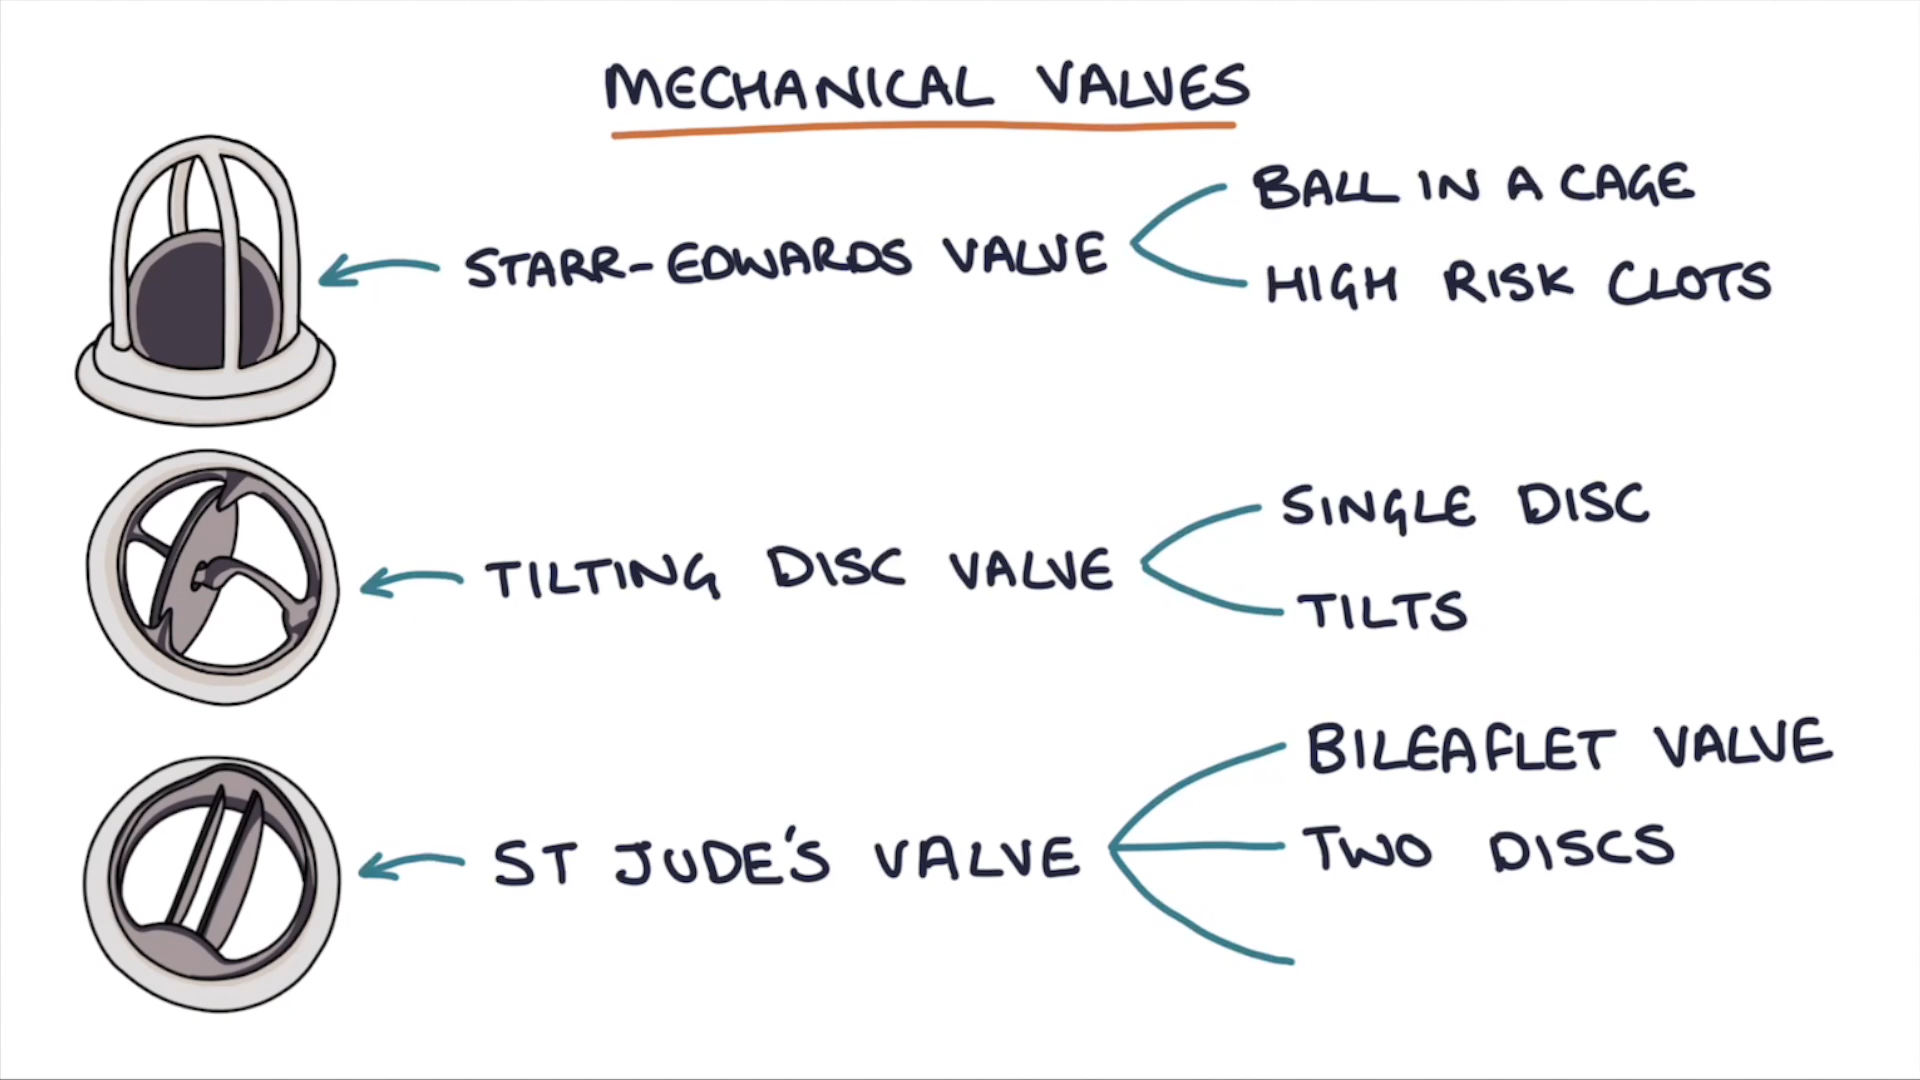 MECHANICAL VALVES
STARR-EDWARDS VALVE
BALL IN A CAGE
HIGH RISK CLOTS
TILTING DISC VALVE
SINGLE DISC
TILTS
ST JUDE'S VALVE
BILEAFLET VALVE
TWO DISCS